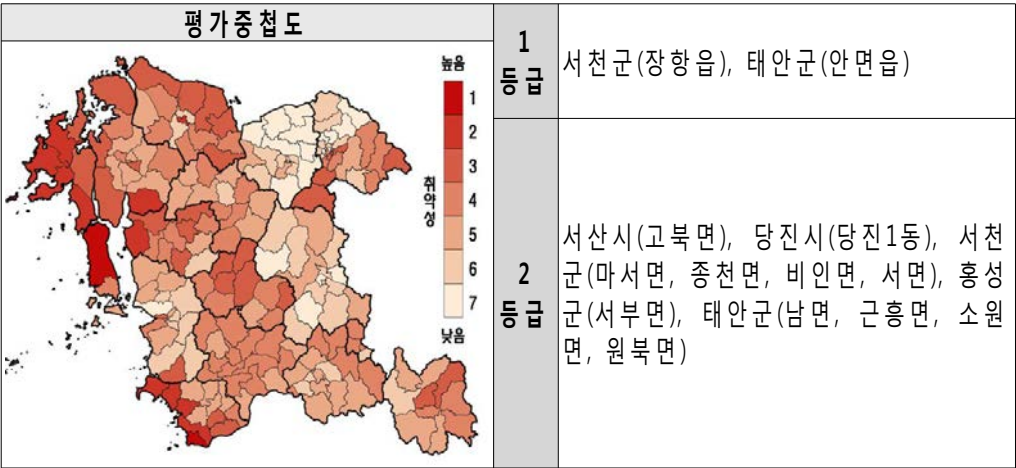 평가중첩도
높음
1
2
3
4
5
6
7
취약성
낮음
1
등급
서천군(장항읍), 태안군(안면읍)
2
등급
서산시(고북면), 당진시(당진1동), 서천
군(마서면, 종천면, 비인면, 서면), 홍성
군(서부면), 태안군(남면, 근흥면, 소원
면, 원북면)